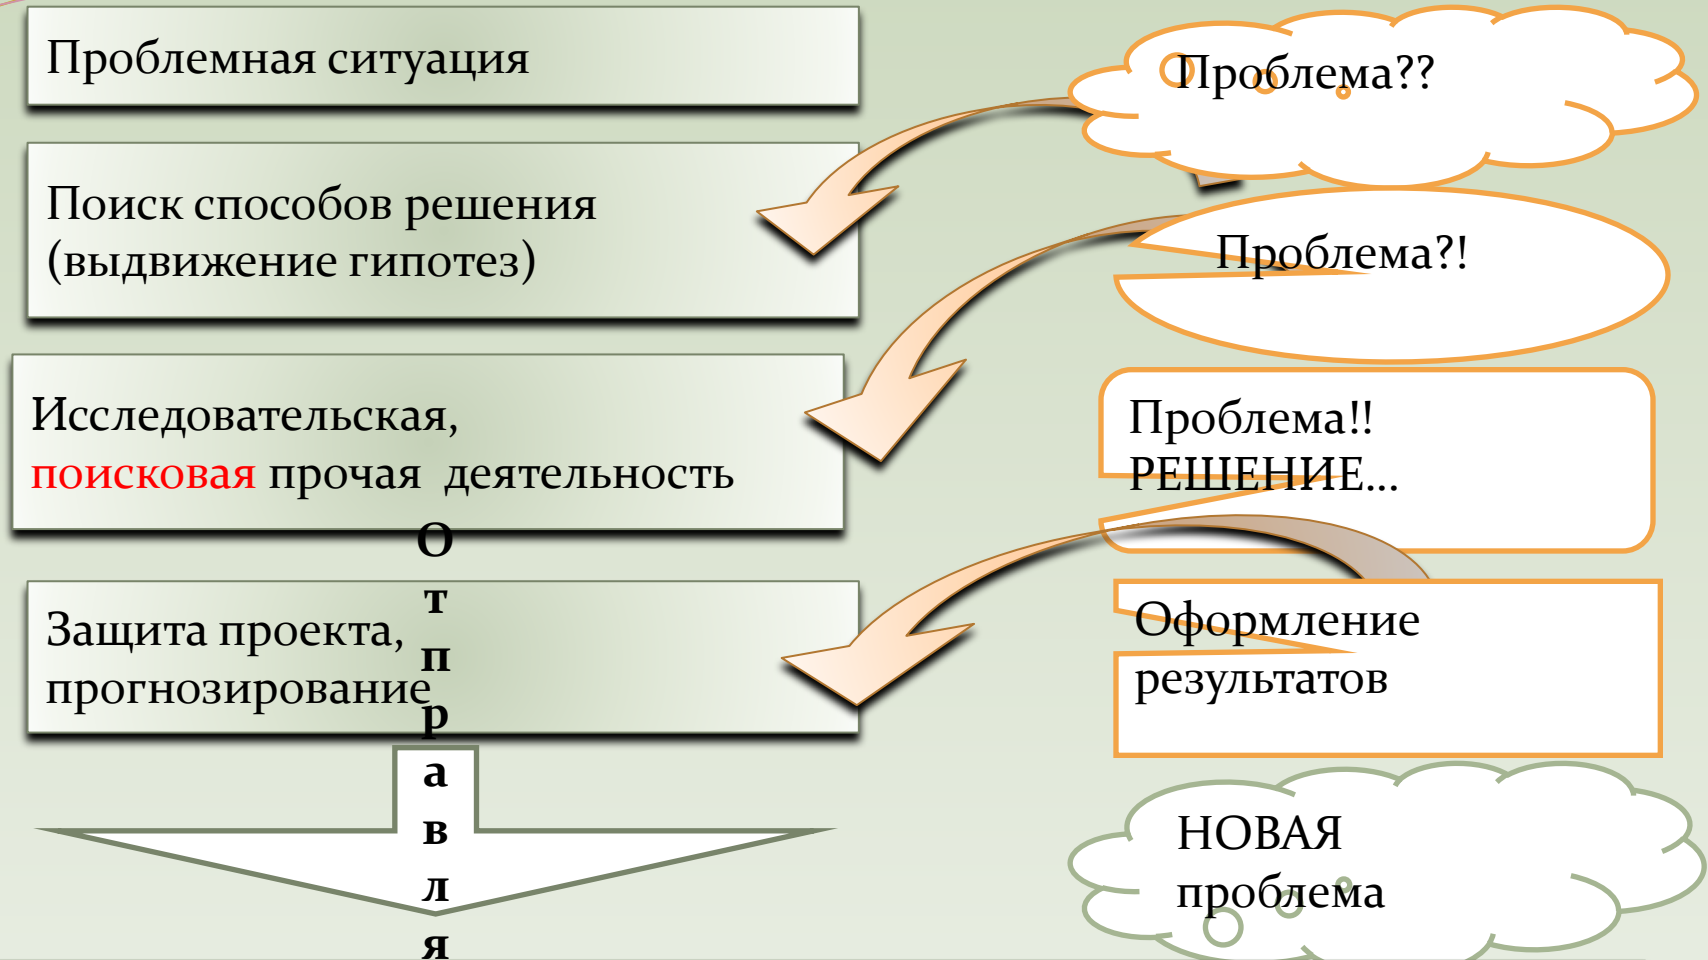 Проблемная ситуация
Проблема??
Поиск способов решения
(выдвижение гипотез)
Проблема?!
Исследовательская,
поисковая прочая деятельность
Проблема!!
РЕШЕНИЕ...
Защита проекта,
прогнозирование
Оформление
результатов
О
т
п
р
а
в
л
я
НОВАЯ
проблема